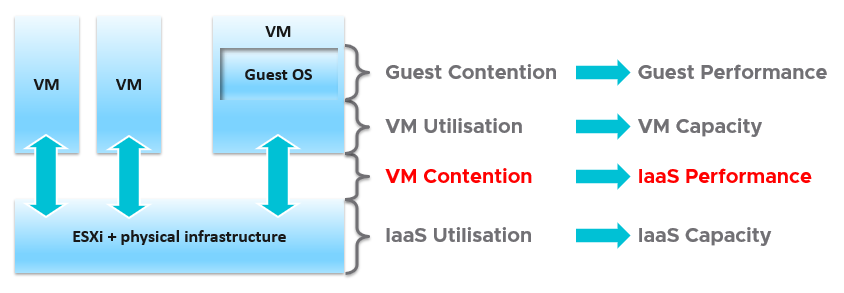 VM
VM
VM
Guest OS
Guest Contention
Guest Performance
VM Utilisation
VM Capacity
VM Contention
IaaS Performance
ESXi + physical infrastructure
IaaS Utilisation
IaaS Capacity